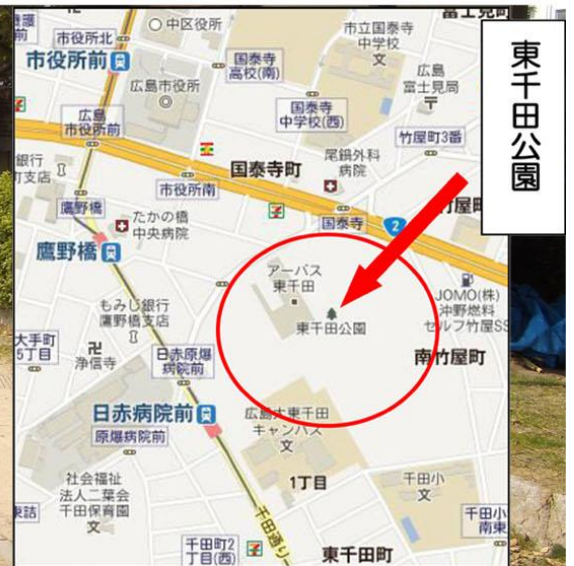 東千田公園
富士見町
中区役所
市役所北
市役所前
広島市役所
市立国泰寺
中学校
文
国泰寺
高校(南)
広島
富士見局
国泰寺
中学校(西)
広島
市役所前
竹屋町3番
尾鍋外科
病院
銀行
町支店
国泰寺町
市役所南
竹屋町
鷹野橋
たかの橋
中央病院
国泰寺
2
鷹野橋
アーバス
東千田
JOMO(株)
沖野燃料
セルフ竹屋SS
もみじ銀行
鷹野橋支店
東千田公園
大手町
5丁目
浄信寺
日赤原爆
病院前
南竹屋町
日赤病院前
原爆病院前
広島大東千田
キャンパス
文
社会福祉
法人二葉会
千田保育園
文
1丁目
千田小
文
東詰
千田小
南東
千田通り
千田町2
丁目(西)
東千田町